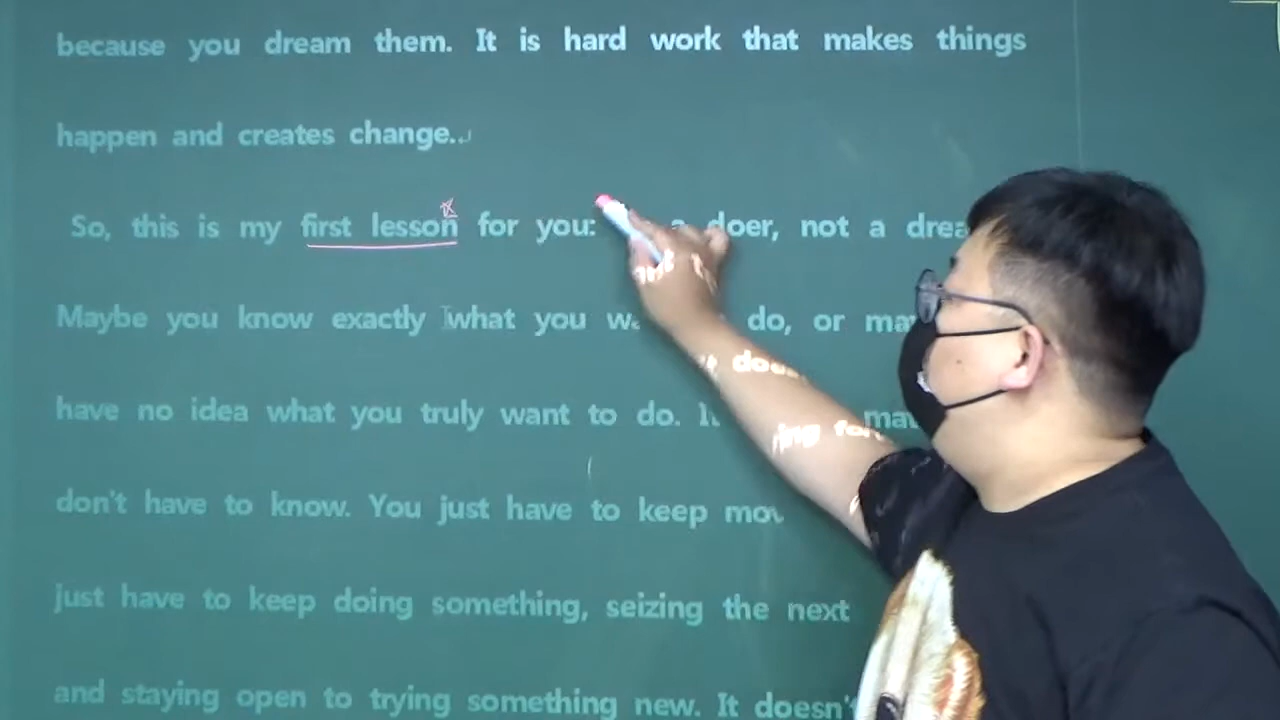 because you dream them. It is hard work that makes things
happen and creates change.
So, this is my first lesson for you: a doer, not a
Maybe you know exactly what you do, or
have no idea what you truly want to do.
don't have to know. You just have to keep
just have to keep doing something, seizing the next
and staying open to trying something new. It doesn't